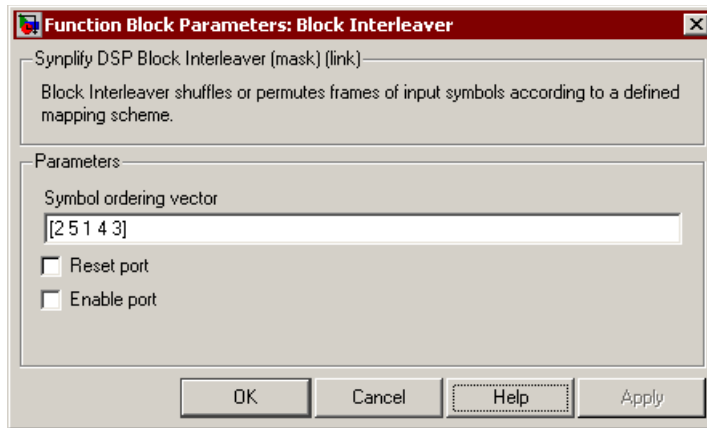 Function Block Parameters: Block Interleaver
Synplify DSP Block Interleaver (mask) (link)
Block Interleaver shuffles or permutes frames of input symbols according to a defined
mapping scheme.
Parameters
Symbol ordering vector
[2 5 1 4 3]
Reset port
Enable port
OK Cancel Help Apply